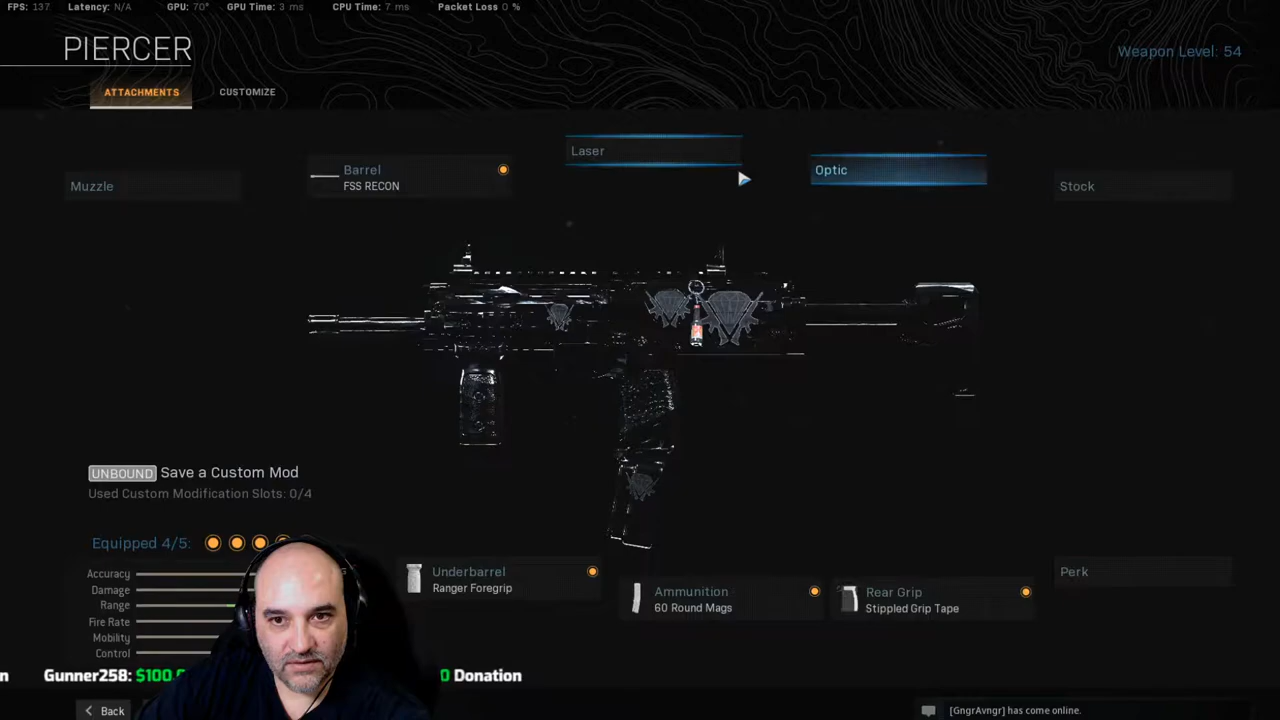 FPS: 137 Latency: N/A GPU: 70° GPU Time: 3 ms CPU Time: 7 ms Packet Loss 0 %
PIERCER
Weapon Level: 54
ATTACHMENTS
CUSTOMIZE
Laser
Barrel
FSS RECON
Optic
Muzzle
Stock
UNBOUND Save a Custom Mod
Used Custom Modification Slots: 0/4
Equipped 4/5:
Accuracy
Damage
Range
Fire Rate
Mobility
Control
Underbarrel
Ranger Foregrip
Ammunition
60 Round Mags
Rear Grip
Stippled Grip Tape
Perk
Gunner258: Donation
Back
[GngrAvngr] has come online.